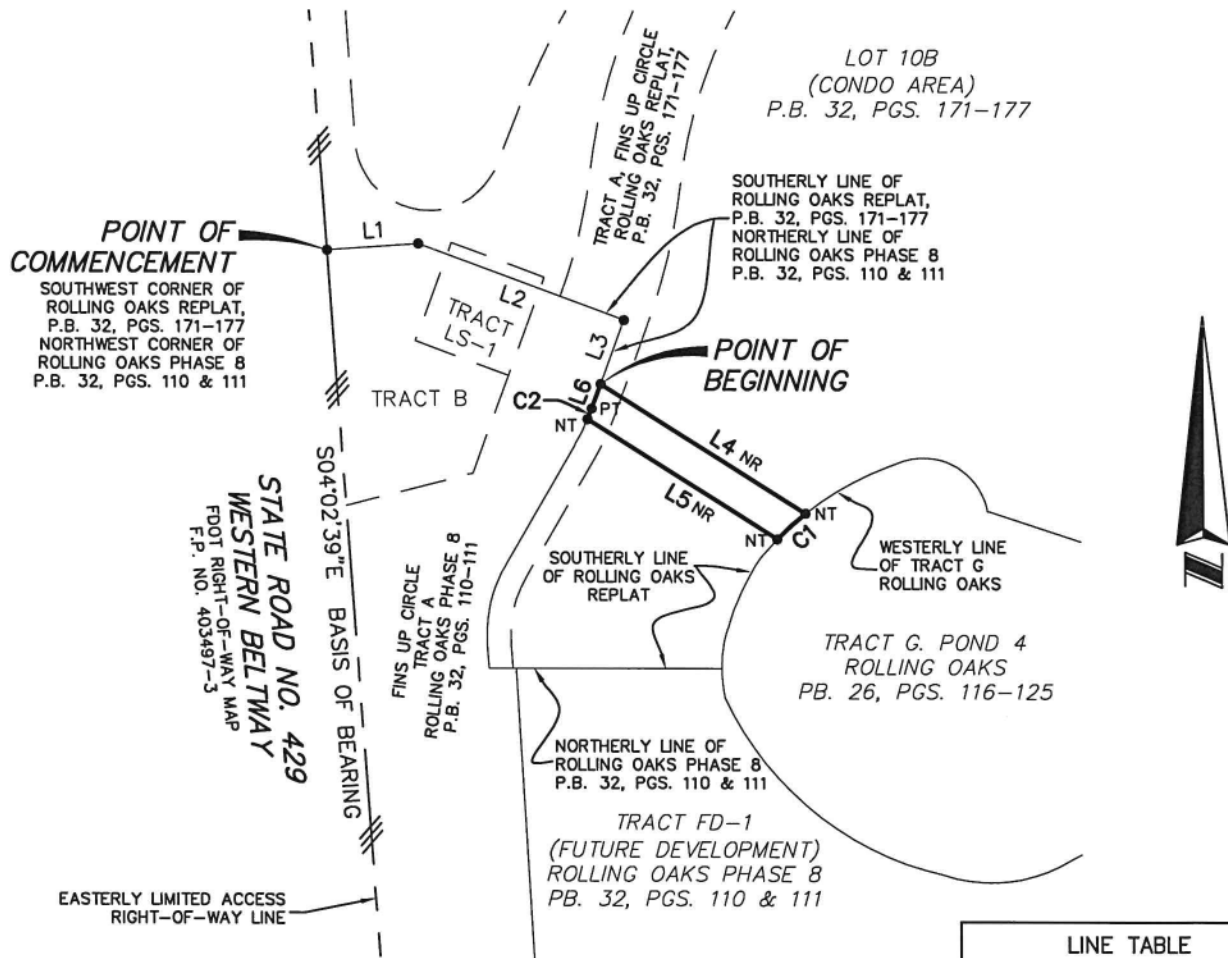 LOT 10B
(CONDO AREA)
P.B. 32, PGS. 171-177
TRACT A, FINS UP CIRCLE
ROLLING OAKS REPLAT,
P.B. 32, PGS. 171-177
SOUTHERLY LINE OF
ROLLING OAKS REPLAT,
P.B. 32, PGS. 171-177
NORTHERLY LINE OF
ROLLING OAKS PHASE 8
P.B. 32, PGS. 110 & 111
POINT OF
COMMENCEMENT
SOUTHWEST CORNER OF
ROLLING OAKS REPLAT,
P.B. 32, PGS. 171-177
NORTHWEST CORNER OF
ROLLING OAKS PHASE 8
P.B. 32, PGS. 110 & 111
L1
L2
TRACT
LS-1
L3
POINT OF
BEGINNING
TRACT B
L6
C2
PT
NT
L4 NR
L5 NR
NT
NT
C1
S04°02'39"E BASIS OF BEARING
STATE ROAD NO. 429
WESTERN BELTWAY
FDOT RIGHT-OF-WAY MAP
F.P. NO. 403497-3
FINS UP CIRCLE
TRACT A
ROLLING OAKS PHASE 8
P.B. 32, PGS. 110-111
SOUTHERLY LINE
OF ROLLING OAKS
REPLAT
WESTERLY LINE
OF TRACT G
ROLLING OAKS
TRACT G. POND 4
ROLLING OAKS
PB. 26, PGS. 116-125
NORTHERLY LINE OF
ROLLING OAKS PHASE 8
P.B. 32, PGS. 110 & 111
TRACT FD-1
(FUTURE DEVELOPMENT)
ROLLING OAKS PHASE 8
PB. 32, PGS. 110 & 111
EASTERLY LIMITED ACCESS
RIGHT-OF-WAY LINE
LINE TABLE